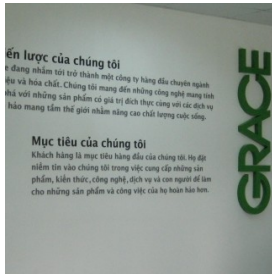 ến lược của chúng tôi
e đang nhắm tới trở thành một công ty hàng đầu chuyên ngành
iệu và hóa chất. Chúng tôi mang đến những công nghệ mang tính
phá với những sản phẩm có giá trị đích thực cùng với các dịch vụ
hảo mang tầm thế giới nhằm nâng cao chất lượng cuộc sống.
Mục tiêu của chúng tôi
Khách hàng là mục tiêu hàng đầu của chúng tôi. Họ đặt
niềm tin vào chúng tôi trong việc cung cấp những sản
phẩm, kiến thức, công nghệ, dịch vụ và con người để làm
cho những sản phẩm và công việc của họ hoàn hảo hơn.
GRACE